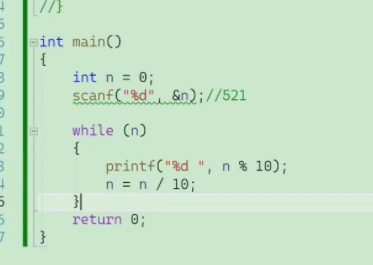 //}
int main()
{
int n = 0;
scanf("%d", &n);//521
while (n)
{
printf("%d ", n % 10);
n = n / 10;
}
return 0;
}